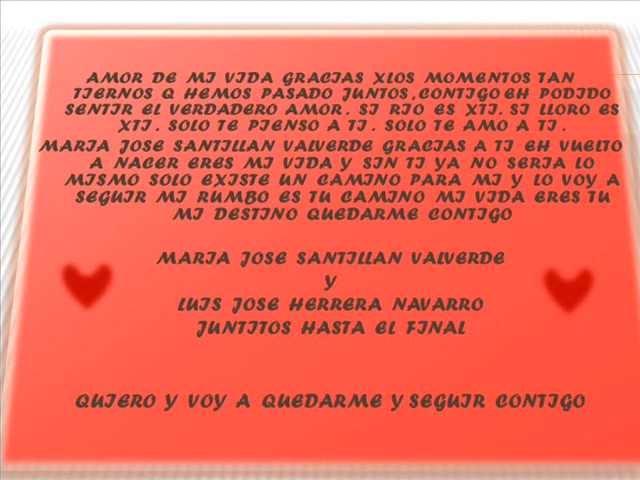 AMOR DE MI VIDA GRACIAS XLOS MOMENTOS TAN
TIERNOS Q HEMOS PASADO JUNTOS ,CONTIGO EH PODIDO
SENTIR EL VERDADERO AMOR . SI RIO ES XTI. SI LLORO ES
XTI . SOLO TE PIENSO A TI . SOLO TE AMO A TI .
MARIA JOSE SANTILLAN VALVERDE GRACIAS A TI EH VUELTO
A NACER ERES MI VIDA Y SIN TI YA NO SERIA LO
MISMO SOLO EXISTE UN CAMINO PARA MI Y LO VOY A
SEGUIR MI RUMBO ES TU CAMINO MI VIDA ERES TU
MI DESTINO QUEDARME CONTIGO
MARIA JOSE SANTILLAN VALVERDE
Y
LUIS JOSE HERRERA NAVARRO
JUNTITOS HASTA EL FINAL
QUIERO Y VOY A QUEDARME Y SEGUIR CONTIGO